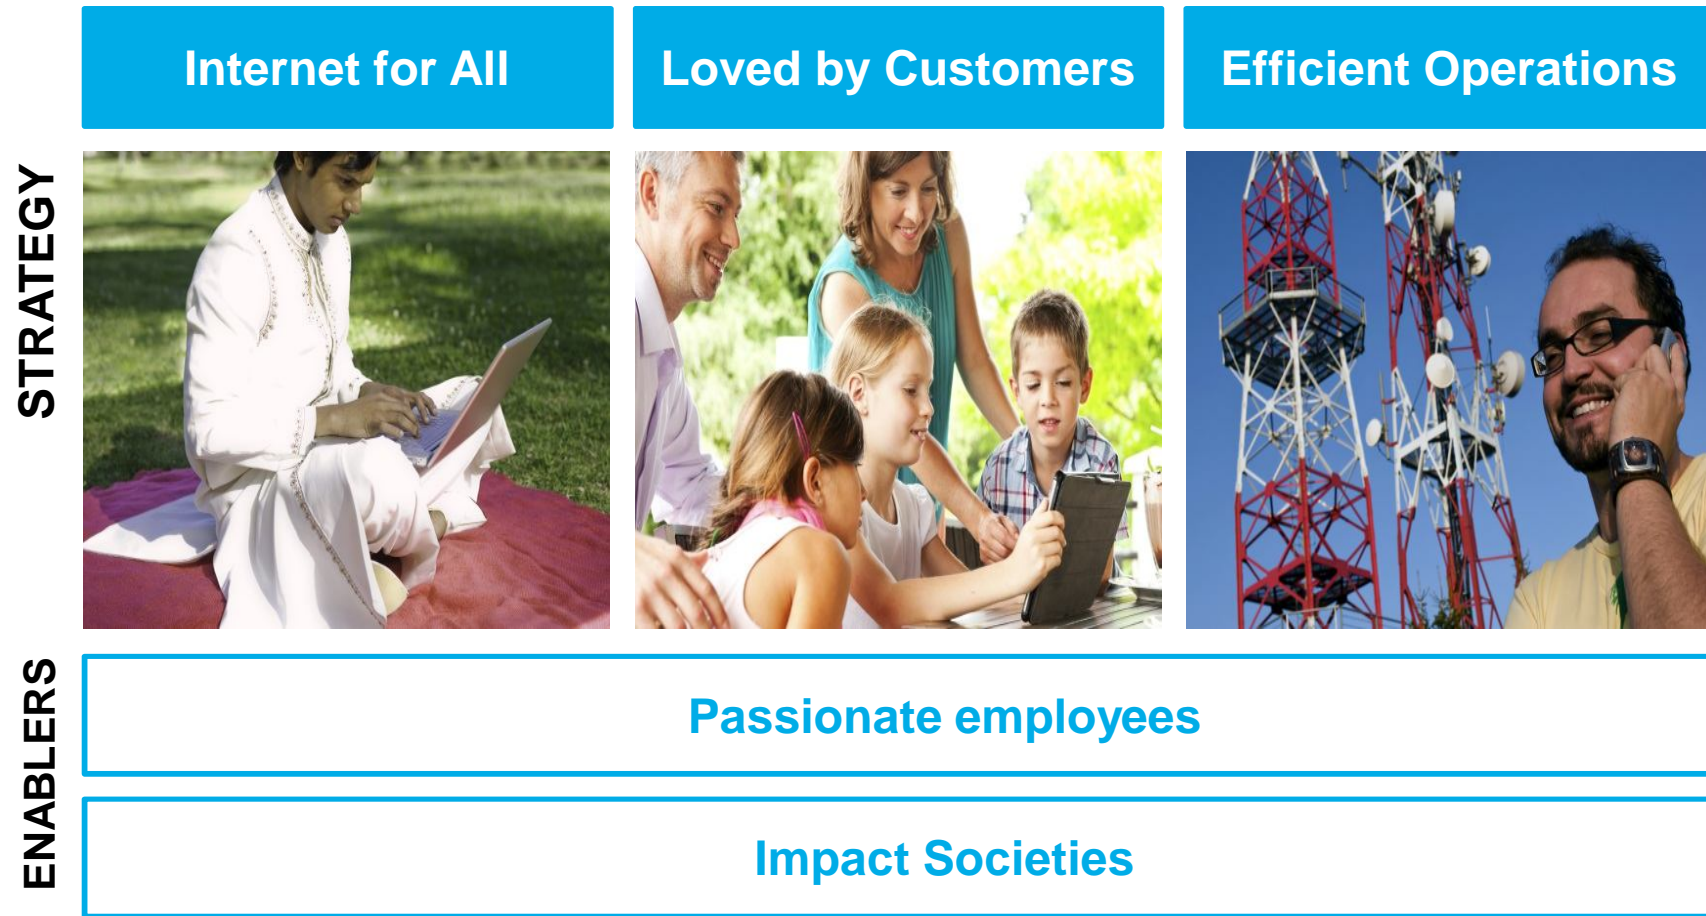 Internet for All
Loved by Customers
Efficient Operations
STRATEGY
ENABLERS
Passionate employees
Impact Societies